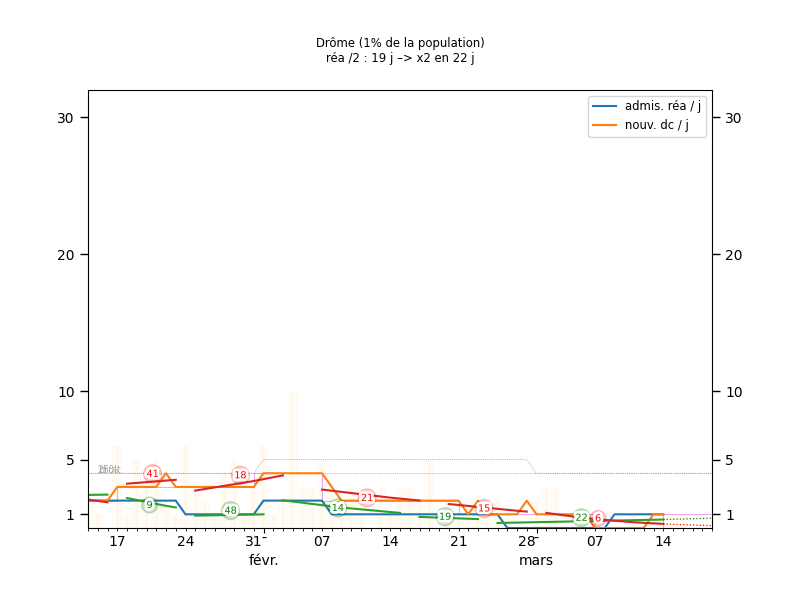 Drôme (1% de la population)
réa /2 : 19 j –> x2 en 22 j
admis. réa / j
nouv. dc / j
30 30
20 20
10 10
5 5
1 1
41 18 21 15 6
9 48 14 19 22
17 24 31 07 14 21 28 07 14
févr. mars